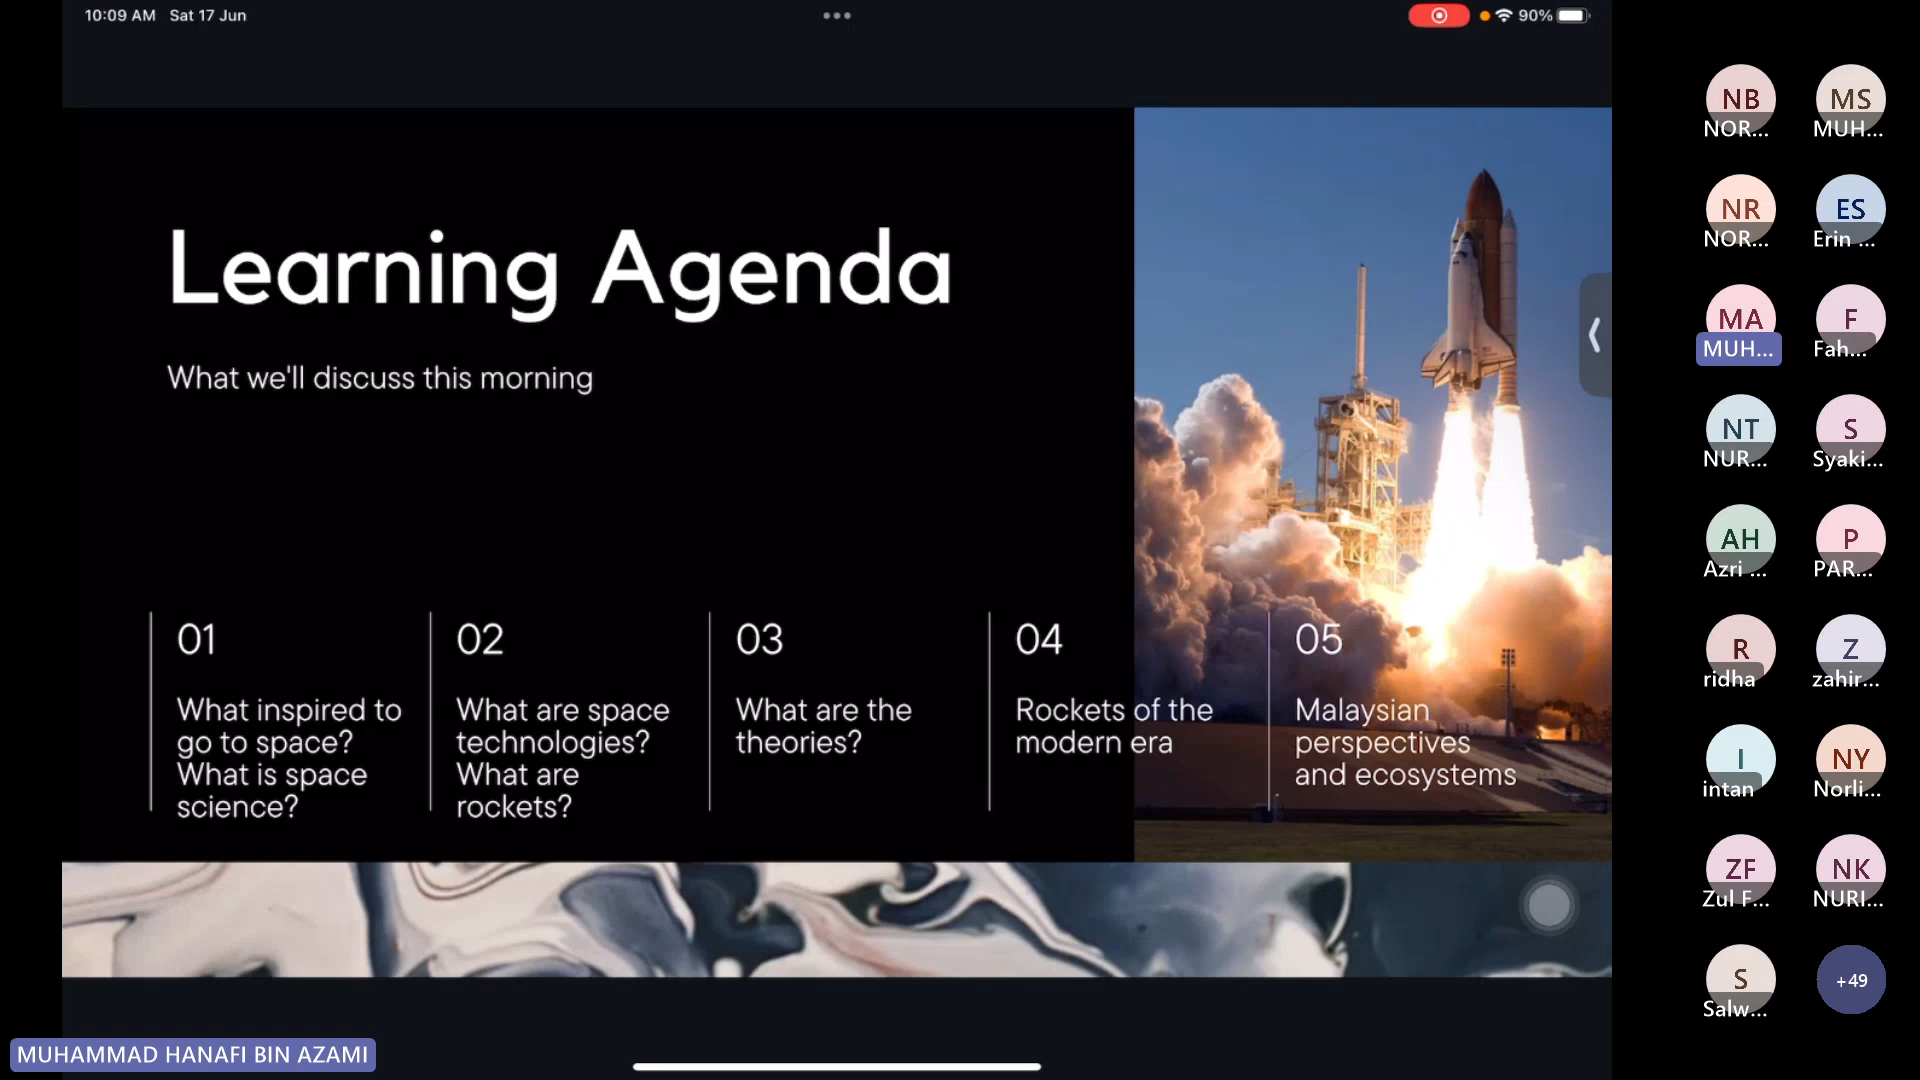 10:09 AM Sat 17 Jun
90%
Learning Agenda
What we'll discuss this morning
01
What inspired to
go to space?
What is space
science?
02
What are space
technologies?
What are
rockets?
03
What are the
theories?
04
Rockets of the
modern era
05
Malaysian
perspectives
and ecosystems
NB
NOR...
MS
MUH...
NR
NOR...
ES
Erin ...
MA
MUH...
F
Fah...
NT
NUR...
S
Syaki...
AH
Azri ...
P
PAR...
R
ridha
Z
zahir...
I
intan
NY
Norli...
ZF
Zul F...
NK
NURI...
S
Salw...
+49
MUHAMMAD HANAFI BIN AZAMI